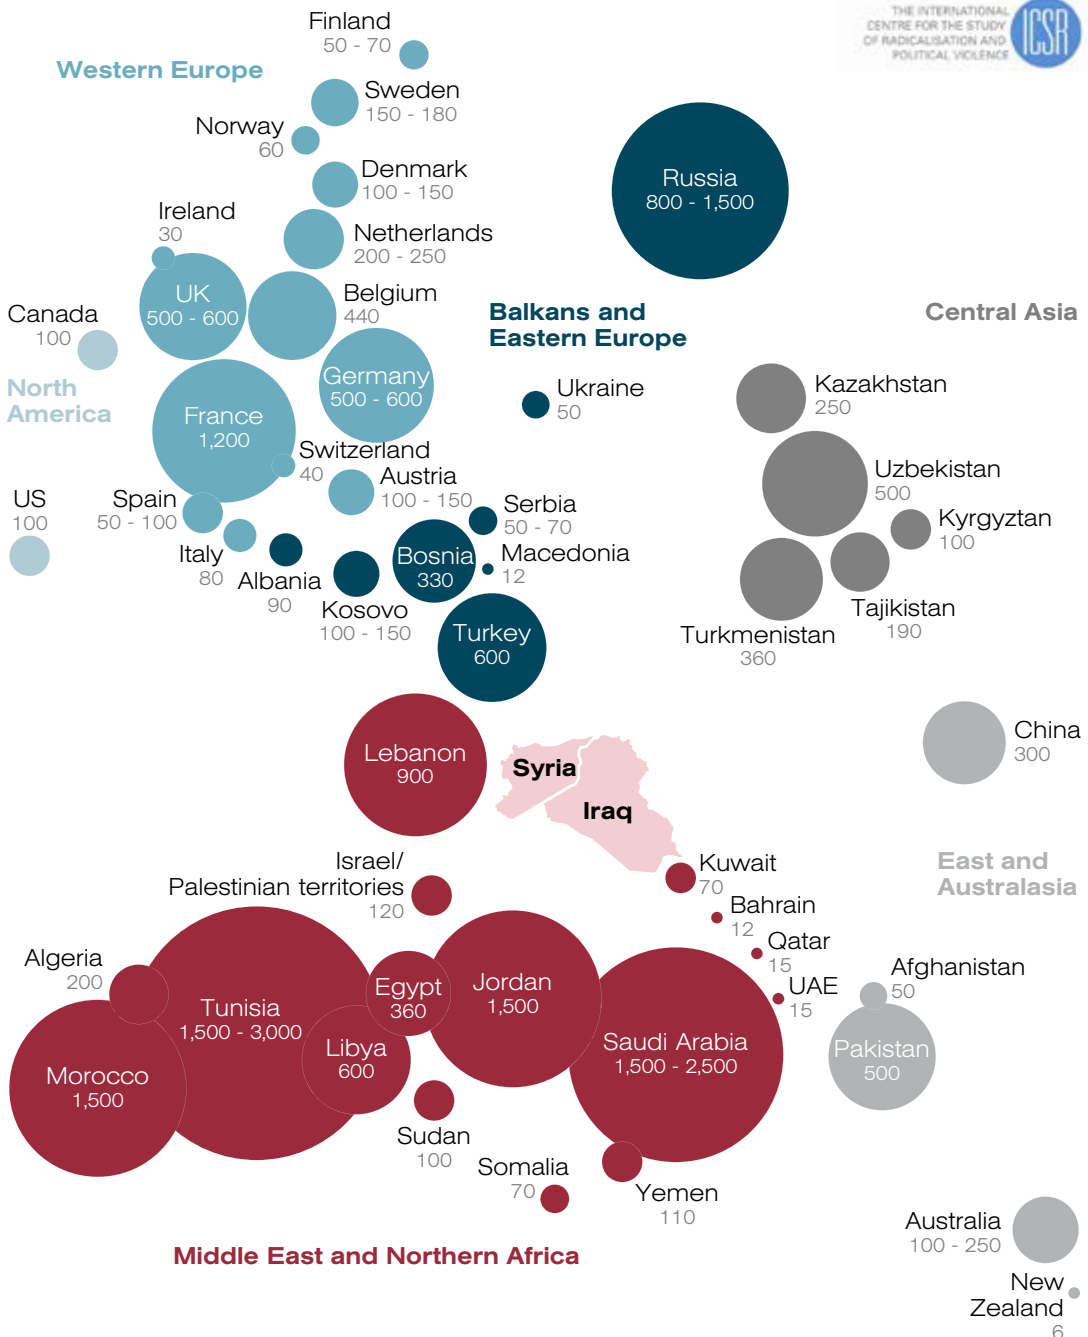 THE INTERNATIONAL
CENTRE FOR THE STUDY
OF RADICALISATION AND
POLITICAL VIOLENCE
ICSR
Western Europe
Finland
50 - 70
Sweden
150 - 180
Norway
60
Denmark
100 - 150
Ireland
30
Netherlands
200 - 250
UK
500 - 600
Belgium
440
Germany
500 - 600
France
1,200
Switzerland
40
Austria
100 - 150
Spain
50 - 100
Italy
80
Canada
100
North
America
US
100
Russia
800 - 1,500
Balkans and
Eastern Europe
Ukraine
50
Serbia
50 - 70
Bosnia
330
Macedonia
12
Albania
90
Kosovo
100 - 150
Turkey
600
Central Asia
Kazakhstan
250
Uzbekistan
500
Kyrgyztan
100
Tajikistan
190
Turkmenistan
360
China
300
Lebanon
900
Syria
Iraq
Israel/
Palestinian territories
120
Kuwait
70
Bahrain
12
Qatar
15
UAE
15
East and
Australasia
Afghanistan
50
Pakistan
500
Algeria
200
Tunisia
1,500 - 3,000
Egypt
360
Jordan
1,500
Libya
600
Morocco
1,500
Saudi Arabia
1,500 - 2,500
Sudan
100
Somalia
70
Yemen
110
Middle East and Northern Africa
Australia
100 - 250
New
Zealand
6